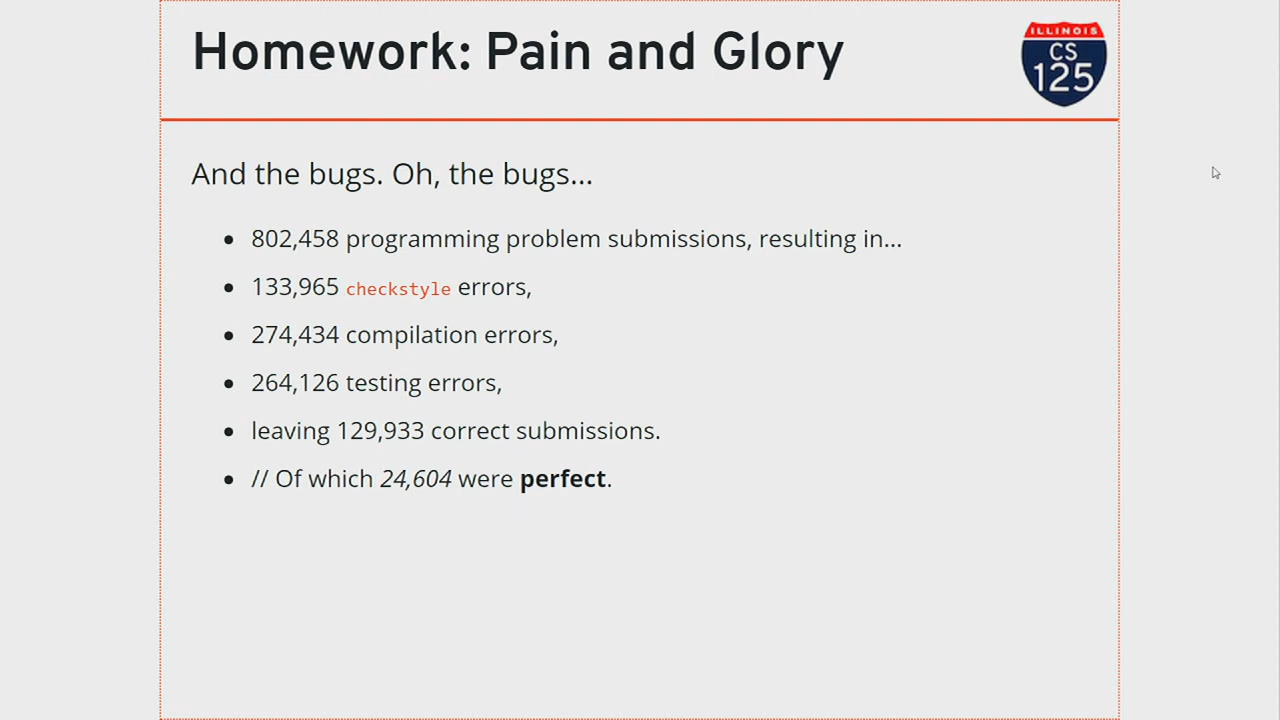 Homework: Pain and Glory
ILLINOIS
CS
125
And the bugs. Oh, the bugs...
802,458 programming problem submissions, resulting in...
133,965 checkstyle errors,
274,434 compilation errors,
264,126 testing errors,
leaving 129,933 correct submissions.
// Of which 24,604 were perfect.